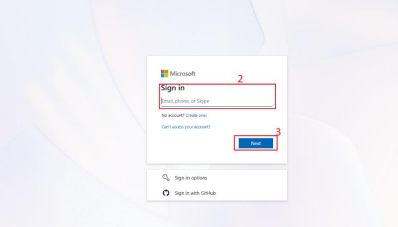 Microsoft
2
Sign in
Email, phone, or Skype
No account? Create one!
Can't access your account?
3
Next
Sign-in options
Sign in with GitHub